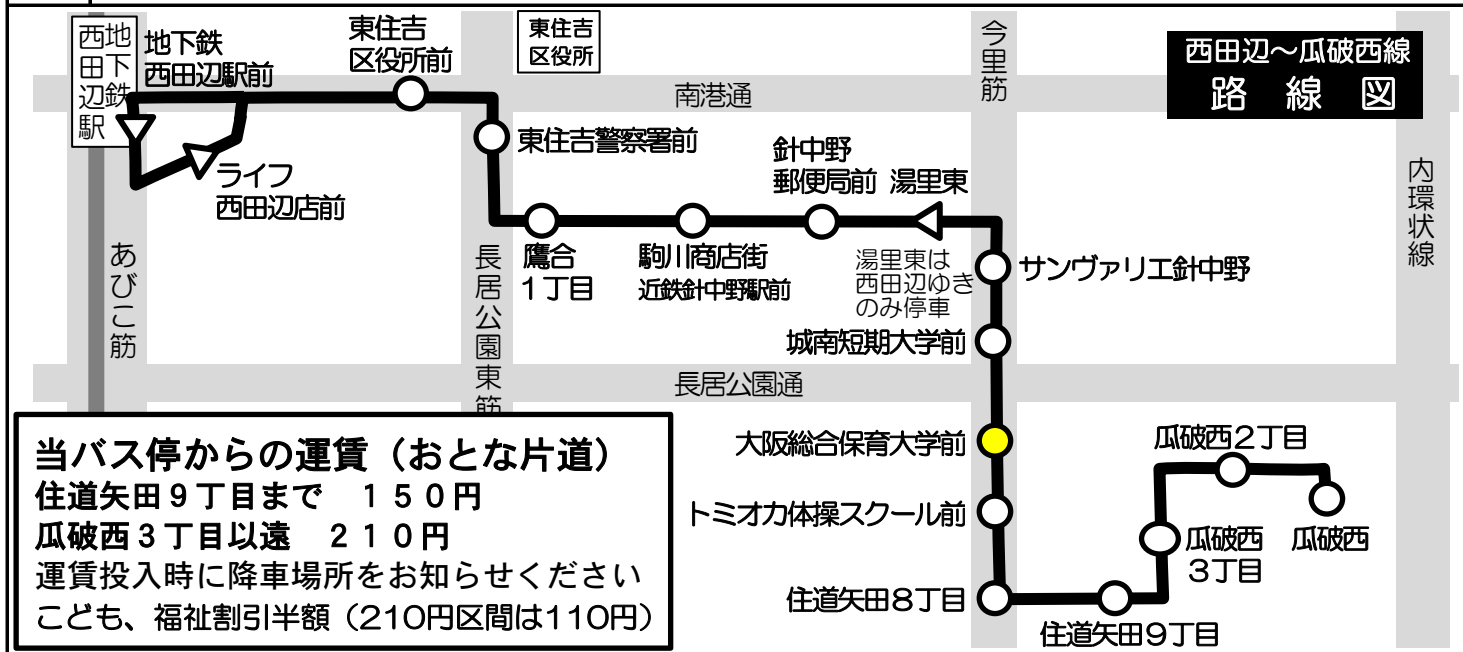 西田辺～瓜破西線
路線図
地下鉄
西田辺駅
地下鉄
西田辺駅前
東住吉
区役所前
東住吉
区役所
南港通
今里筋
内環状線
東住吉警察署前
針中野
郵便局前
湯里東
ライフ
西田辺店前
あびこ筋
長居公園東筋
鷹合
1丁目
駒川商店街
近鉄針中野駅前
湯里東は
西田辺ゆき
のみ停車
サンヴァリエ針中野
城南短期大学前
長居公園通
大阪総合保育大学前
瓜破西2丁目
トミオカ体操スクール前
瓜破西
3丁目
瓜破西
住道矢田8丁目
住道矢田9丁目
当バス停からの運賃（おとな片道）
住道矢田９丁目まで　１５０円
瓜破西３丁目以遠　２１０円
運賃投入時に降車場所をお知らせください
こども、福祉割引半額（210円区間は110円）